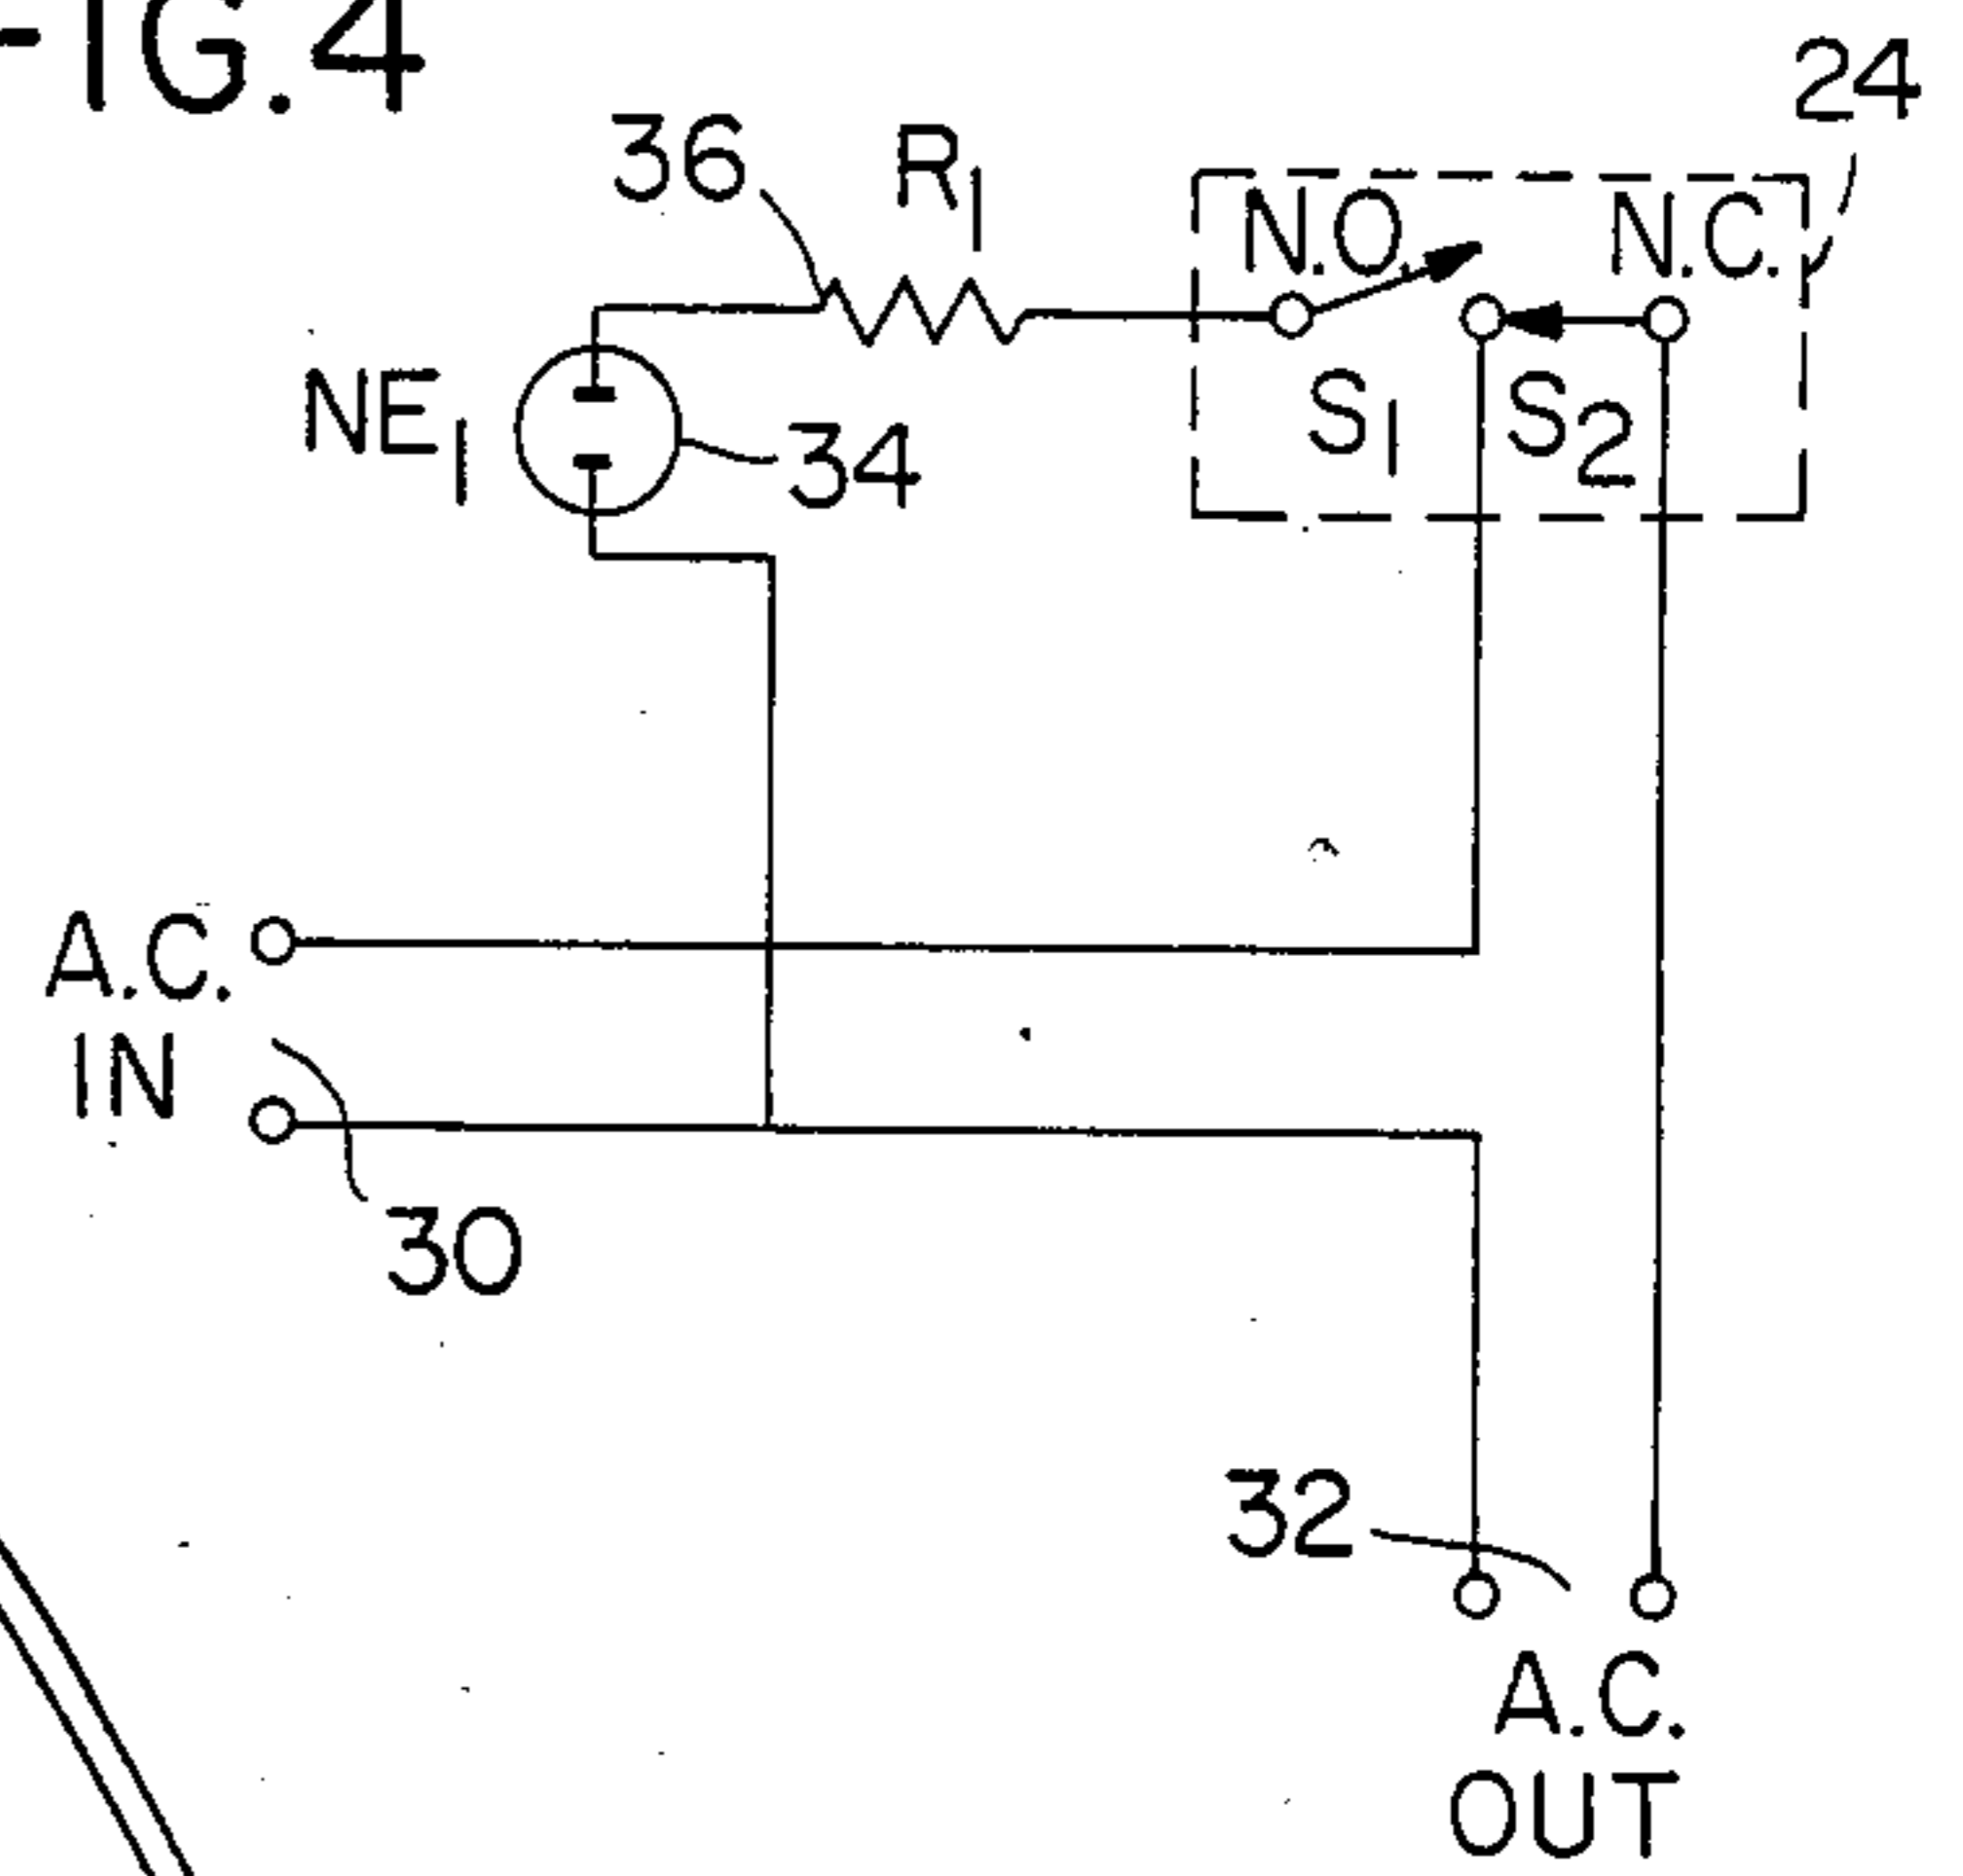 FIG. 4
24
36 R1
N.O. N.C.
NE1
34
S1 S2
A.C.
IN
30
32
A.C.
OUT